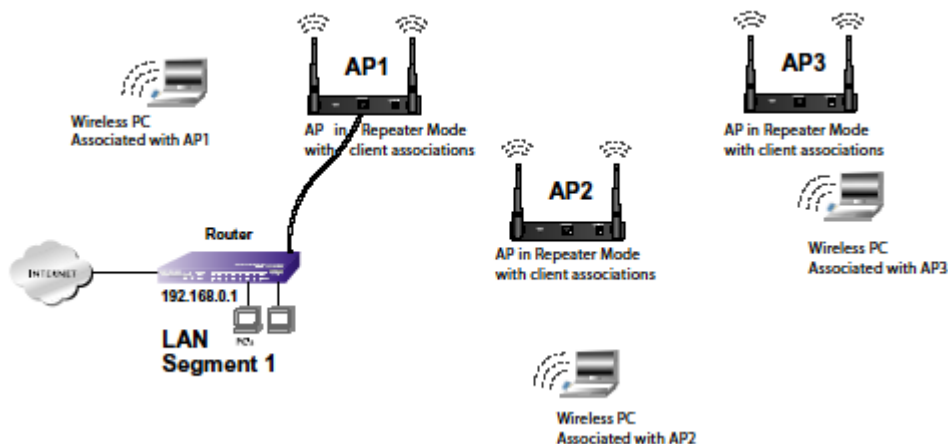 AP1
AP3
Wireless PC
Associated with AP1
AP in Repeater Mode
with client associations
AP in Repeater Mode
with client associations
AP2
Router
AP in Repeater Mode
with client associations
Wireless PC
Associated with AP3
INTERNET
192.168.0.1
PCs
LAN
Segment 1
Wireless PC
Associated with AP2